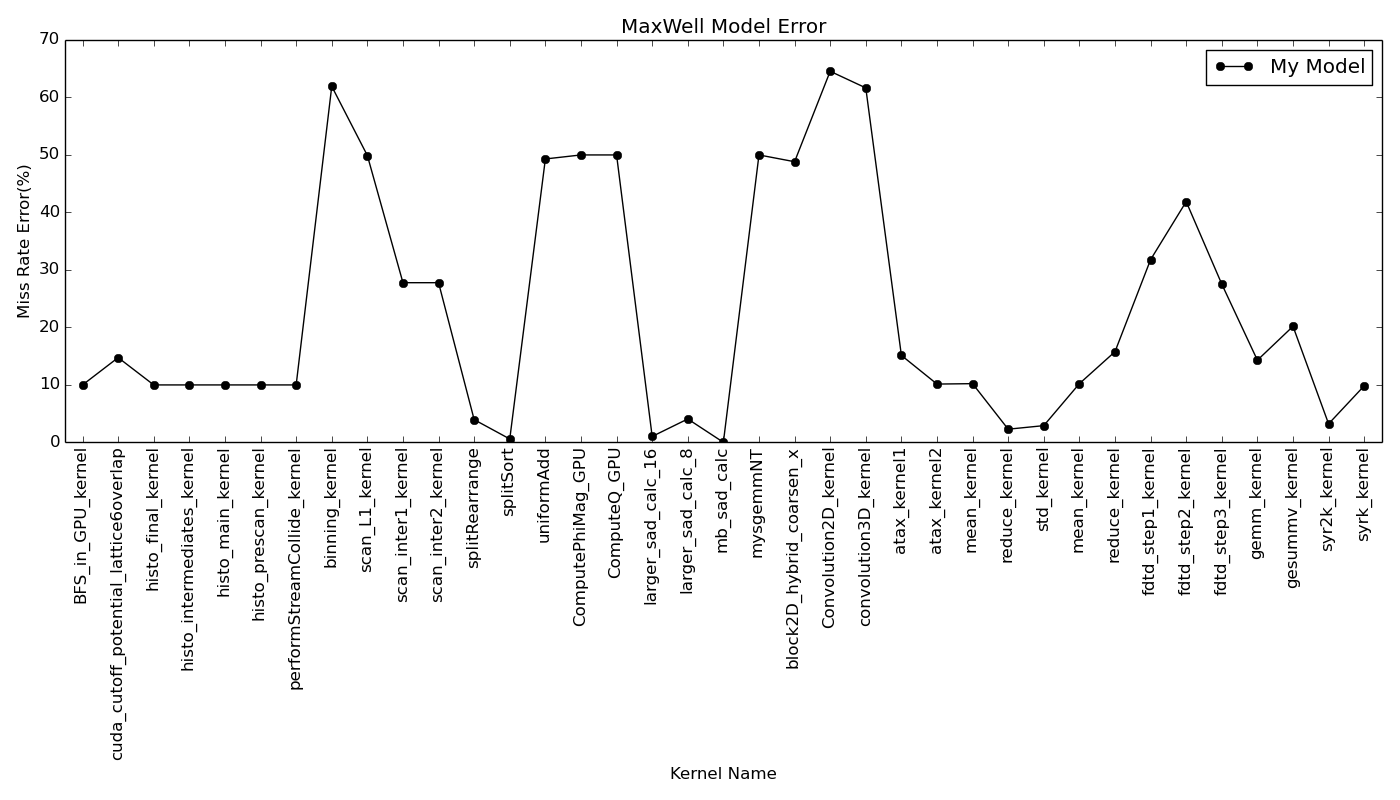 MaxWell Model Error
My Model
Miss Rate Error(%)
70
60
50
40
30
20
10
0
BFS_in_GPU_kernel
cuda_cutoff_potential_lattice6overlap
histo_final_kernel
histo_intermediates_kernel
histo_main_kernel
histo_prescan_kernel
performStreamCollide_kernel
binning_kernel
scan_L1_kernel
scan_inter1_kernel
scan_inter2_kernel
splitRearrange
splitSort
uniformAdd
ComputePhiMag_GPU
ComputeQ_GPU
larger_sad_calc_16
larger_sad_calc_8
mb_sad_calc
mysgemmNT
block2D_hybrid_coarsen_x
Convolution2D_kernel
convolution3D_kernel
atax_kernel1
atax_kernel2
mean_kernel
reduce_kernel
std_kernel
mean_kernel
reduce_kernel
fdtd_step1_kernel
fdtd_step2_kernel
fdtd_step3_kernel
gemm_kernel
gesummv_kernel
syr2k_kernel
syrk_kernel
Kernel Name